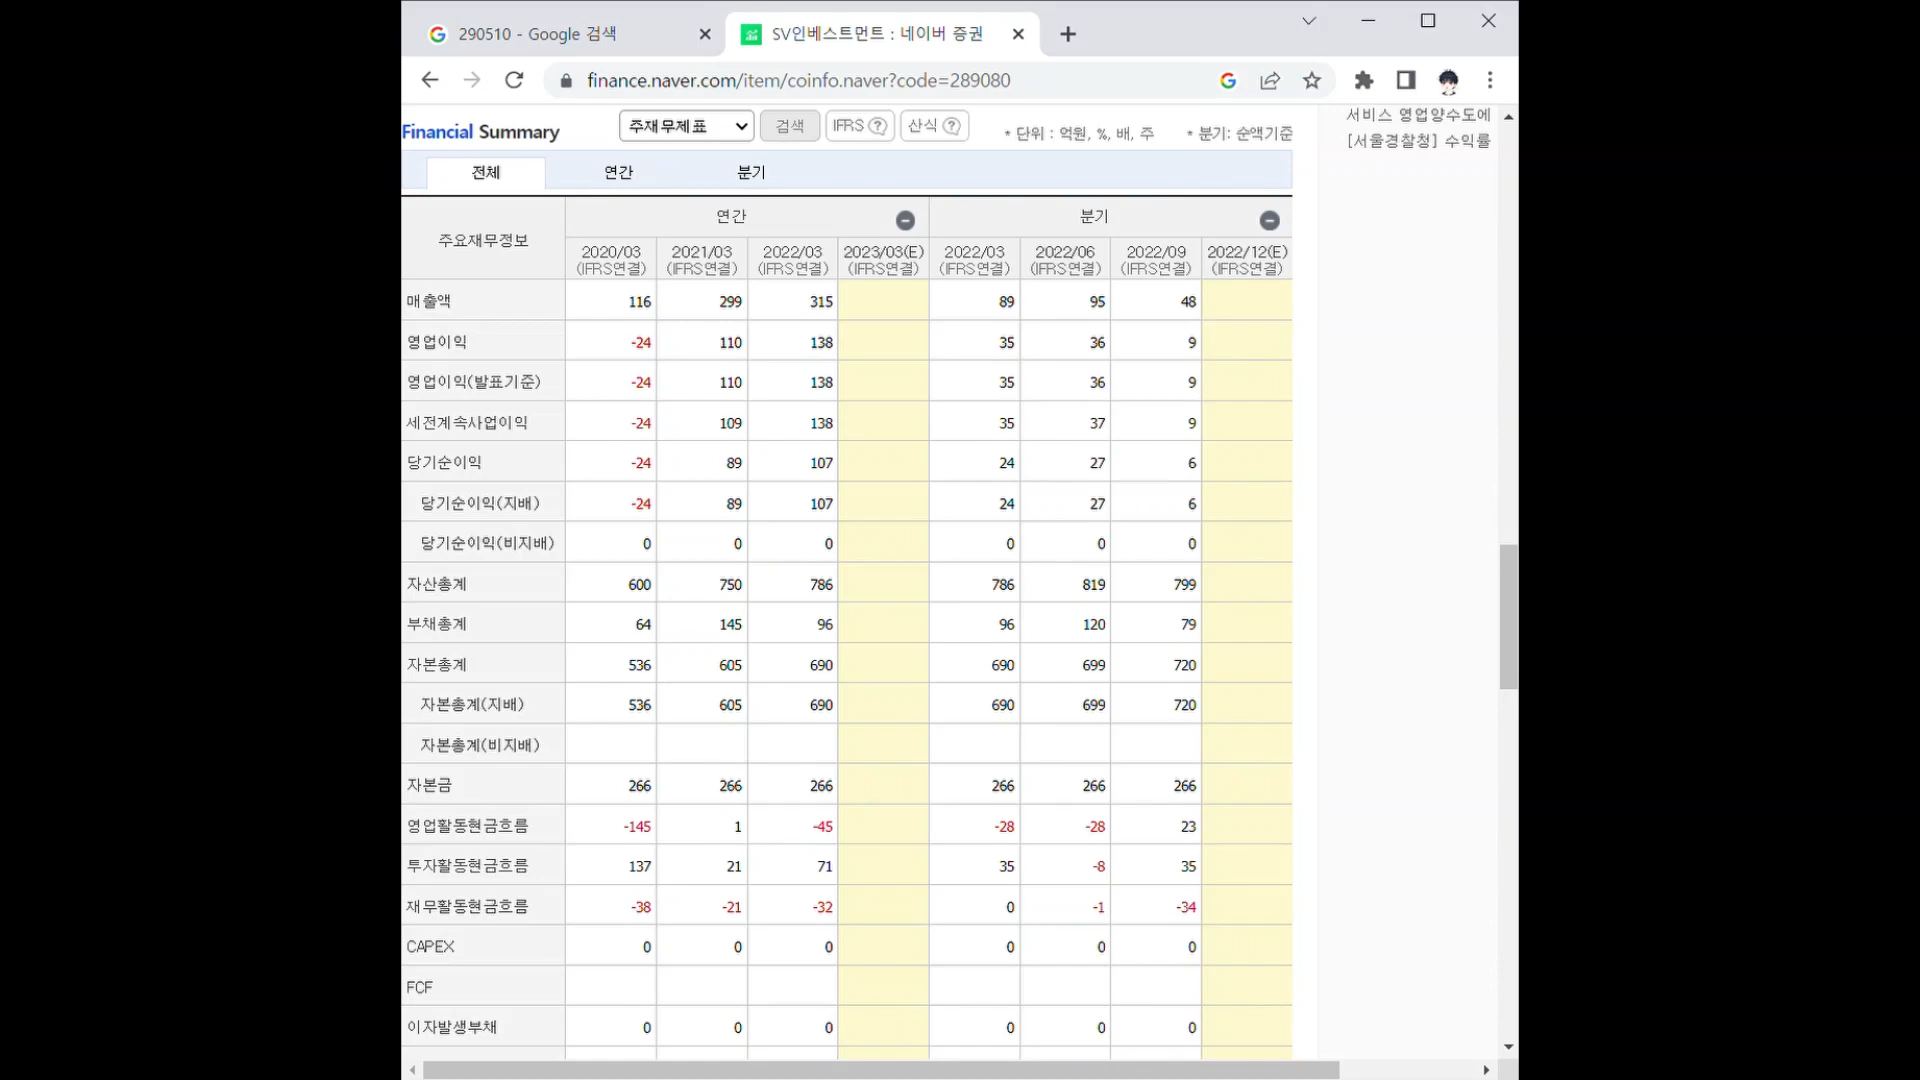 290510 - Google 검색
SV인베스트먼트 : 네이버 증권
finance.naver.com/item/coinfo.naver?code=289080
서비스 영업양수도에
[서울경찰청] 수익률
Financial Summary 주재무제표 검색 IFRS ? 산식 ? * 단위 : 억원, %, 배, 주 * 분기: 순액기준
전체 연간 분기
주요재무정보 연간 분기
2020/03 2021/03 2022/03 2023/03(E) 2022/03 2022/06 2022/09 2022/12(E)
(IFRS연결) (IFRS연결) (IFRS연결) (IFRS연결) (IFRS연결) (IFRS연결) (IFRS연결) (IFRS연결)
매출액 116 299 315 89 95 48
영업이익 -24 110 138 35 36 9
영업이익(발표기준) -24 110 138 35 36 9
세전계속사업이익 -24 109 138 35 37 9
당기순이익 -24 89 107 24 27 6
당기순이익(지배) -24 89 107 24 27 6
당기순이익(비지배) 0 0 0 0 0 0
자산총계 600 750 786 786 819 799
부채총계 64 145 96 96 120 79
자본총계 536 605 690 690 699 720
자본총계(지배) 536 605 690 690 699 720
자본총계(비지배)
자본금 266 266 266 266 266 266
영업활동현금흐름 -145 1 -45 -28 -28 23
투자활동현금흐름 137 21 71 35 -8 35
재무활동현금흐름 -38 -21 -32 0 -1 -34
CAPEX 0 0 0 0 0 0
FCF
이자발생부채 0 0 0 0 0 0